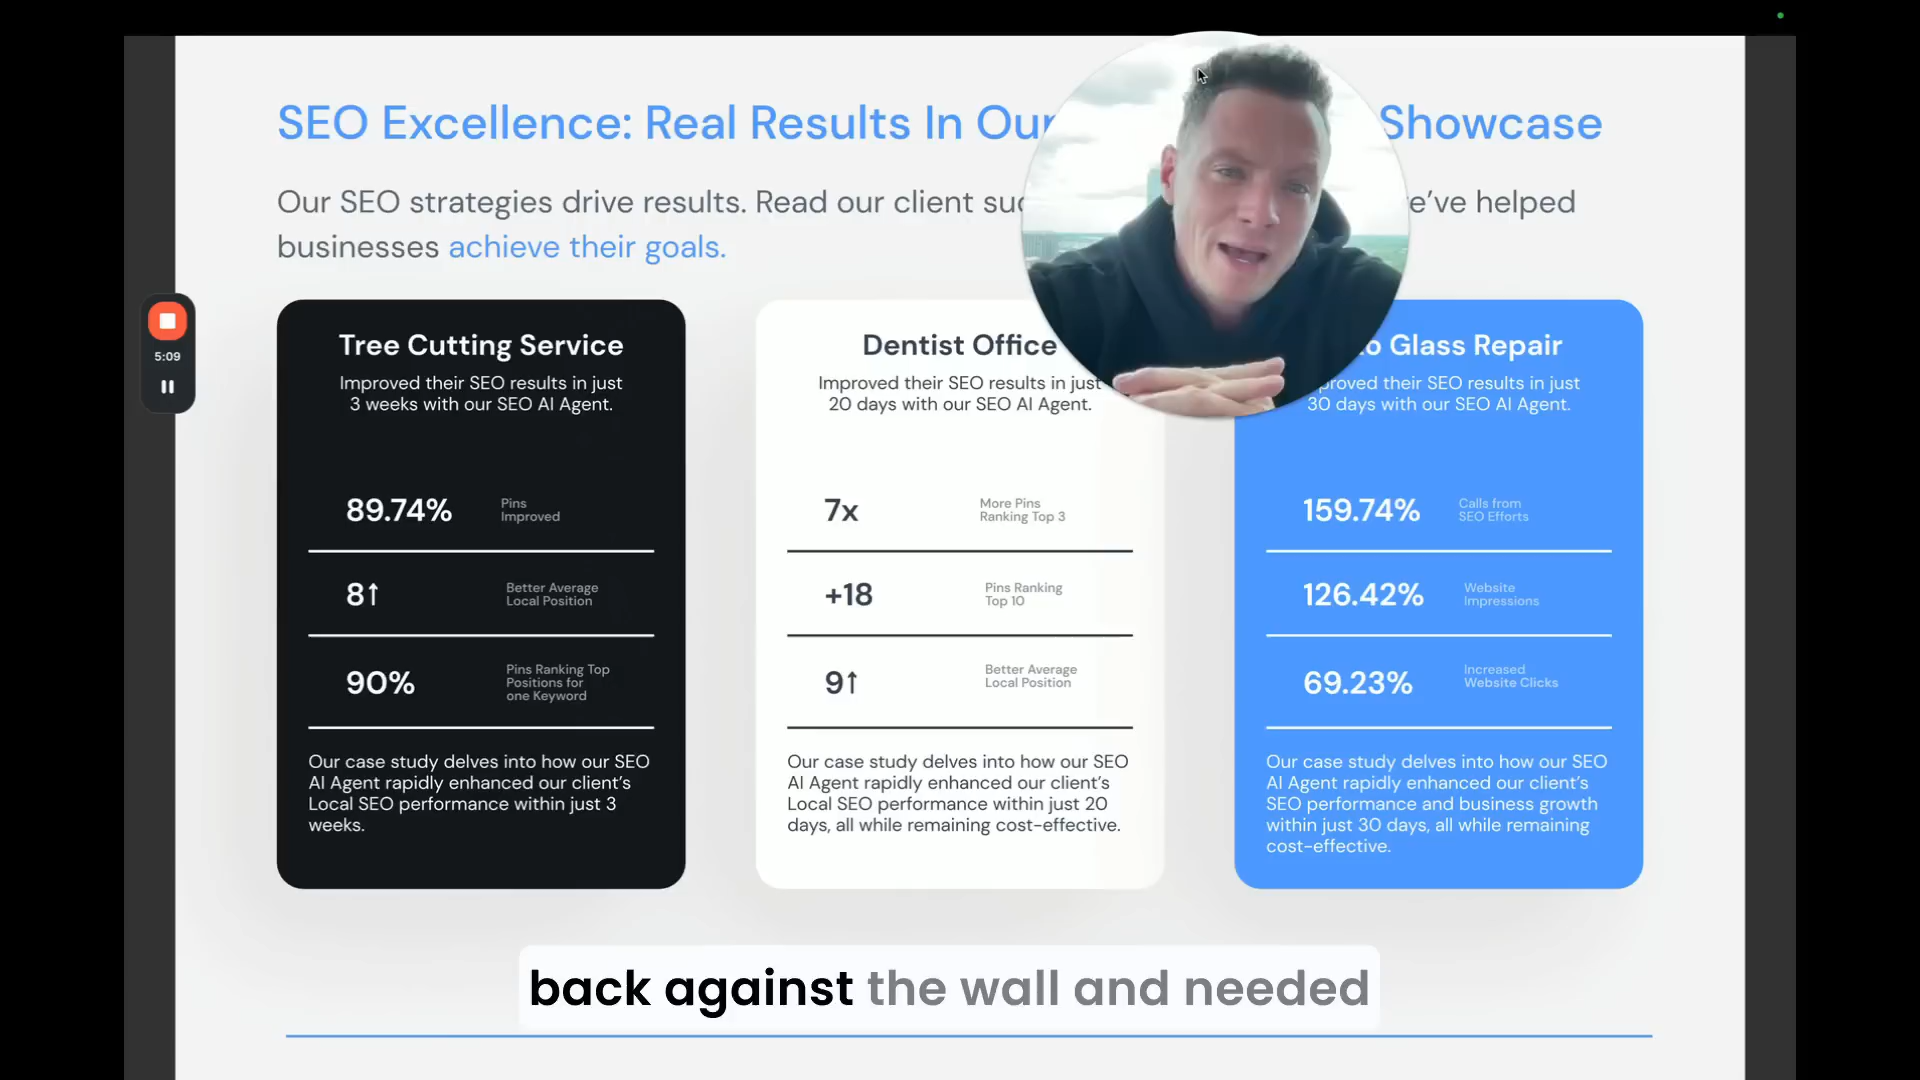 SEO Excellence: Real Results In Our Showcase
Our SEO strategies drive results. Read our client e've helped
businesses achieve their goals.
5:09
Tree Cutting Service
Improved their SEO results in just
3 weeks with our SEO AI Agent.
89.74% Pins
Improved
8↑ Better Average
Local Position
90% Pins Ranking Top
Positions for
one Keyword
Our case study delves into how our SEO
AI Agent rapidly enhanced our client's
Local SEO performance within just 3
weeks.
Dentist Office
Improved their SEO results in just
20 days with our SEO AI Agent.
7x More Pins
Ranking Top 3
+18 Pins Ranking
Top 10
9↑ Better Average
Local Position
Our case study delves into how our SEO
AI Agent rapidly enhanced our client's
Local SEO performance within just 20
days, all while remaining cost-effective.
Glass Repair
proved their SEO results in just
30 days with our SEO AI Agent.
159.74% Calls from
SEO Efforts
126.42% Website
Impressions
69.23% Increased
Website Clicks
Our case study delves into how our SEO
AI Agent rapidly enhanced our client's
SEO performance and business growth
within just 30 days, all while remaining
cost-effective.
back against the wall and needed